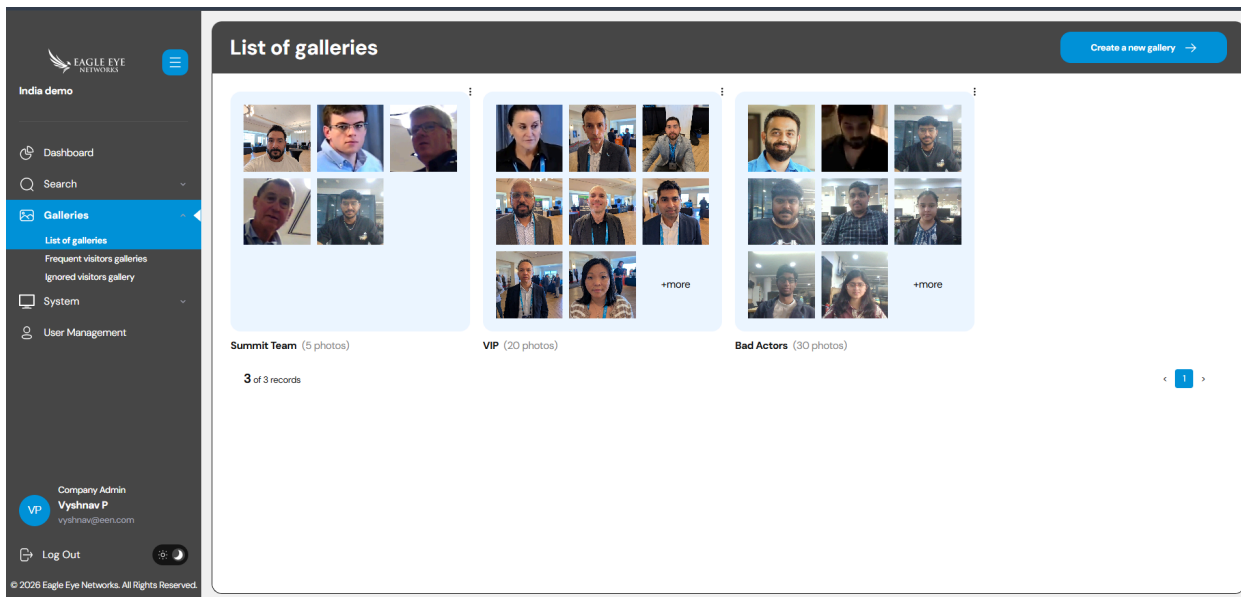 EAGLE EYE
NETWORKS
India demo
Dashboard
Search
Galleries
List of galleries
Frequent visitors galleries
Ignored visitors gallery
System
User Management
Company Admin
VP
Vyshnav P
vyshnav@een.com
Log Out
© 2026 Eagle Eye Networks. All Rights Reserved.
List of galleries
Create a new gallery →
+more
+more
Summit Team (5 photos)
VIP (20 photos)
Bad Actors (30 photos)
3 of 3 records
‹ 1 ›